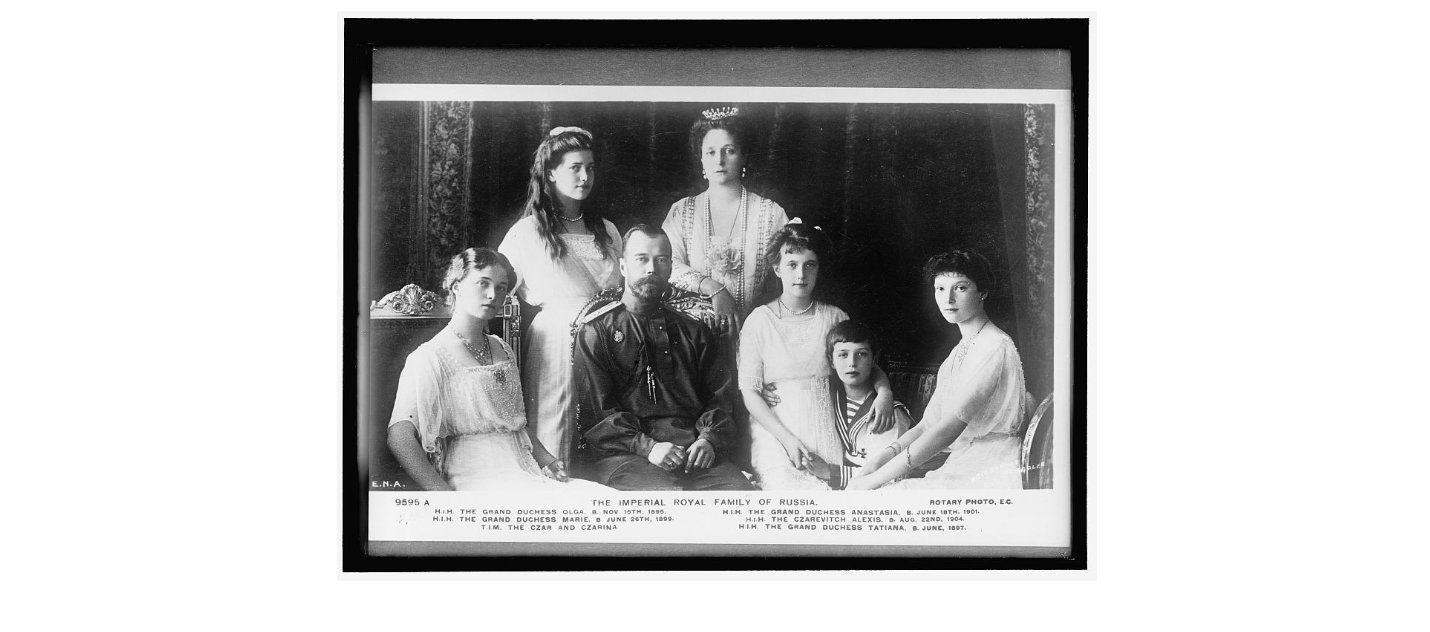 E.N.A.
9595 A THE IMPERIAL ROYAL FAMILY OF RUSSIA. ROTARY PHOTO, E.C.
H.I.H. THE GRAND DUCHESS OLGA, B. NOV 15TH, 1895.
H.I.H. THE GRAND DUCHESS MARIE, B JUNE 26TH, 1899.
T.I.M. THE CZAR AND CZARINA
H.I.H. THE GRAND DUCHESS ANASTASIA, B. JUNE 18TH, 1901.
H.I.H. THE CZAREVITCH ALEXIS, B. AUG. 22ND, 1904.
H.I.H. THE GRAND DUCHESS TATIANA, B. JUNE, 1897.